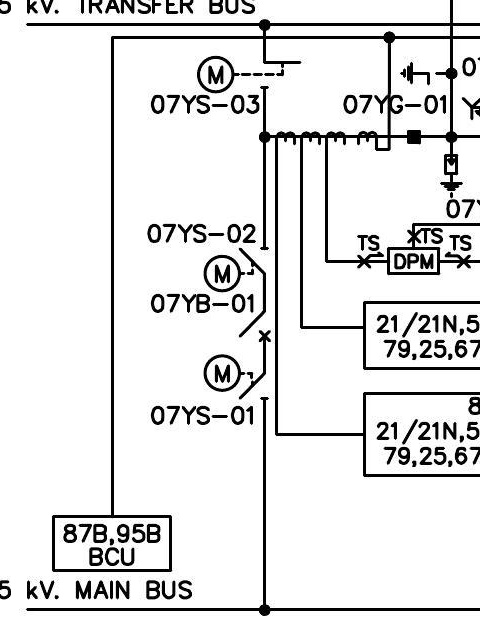 5 kV. TRANSFER BUS
M
07YS-03
07YG-01
07YS-02
07Y
TS
TS
TS
M
DPM
07YB-01
21/21N,5
79,25,67
M
07YS-01
8
21/21N,5
79,25,67
87B,95B
BCU
5 kV. MAIN BUS